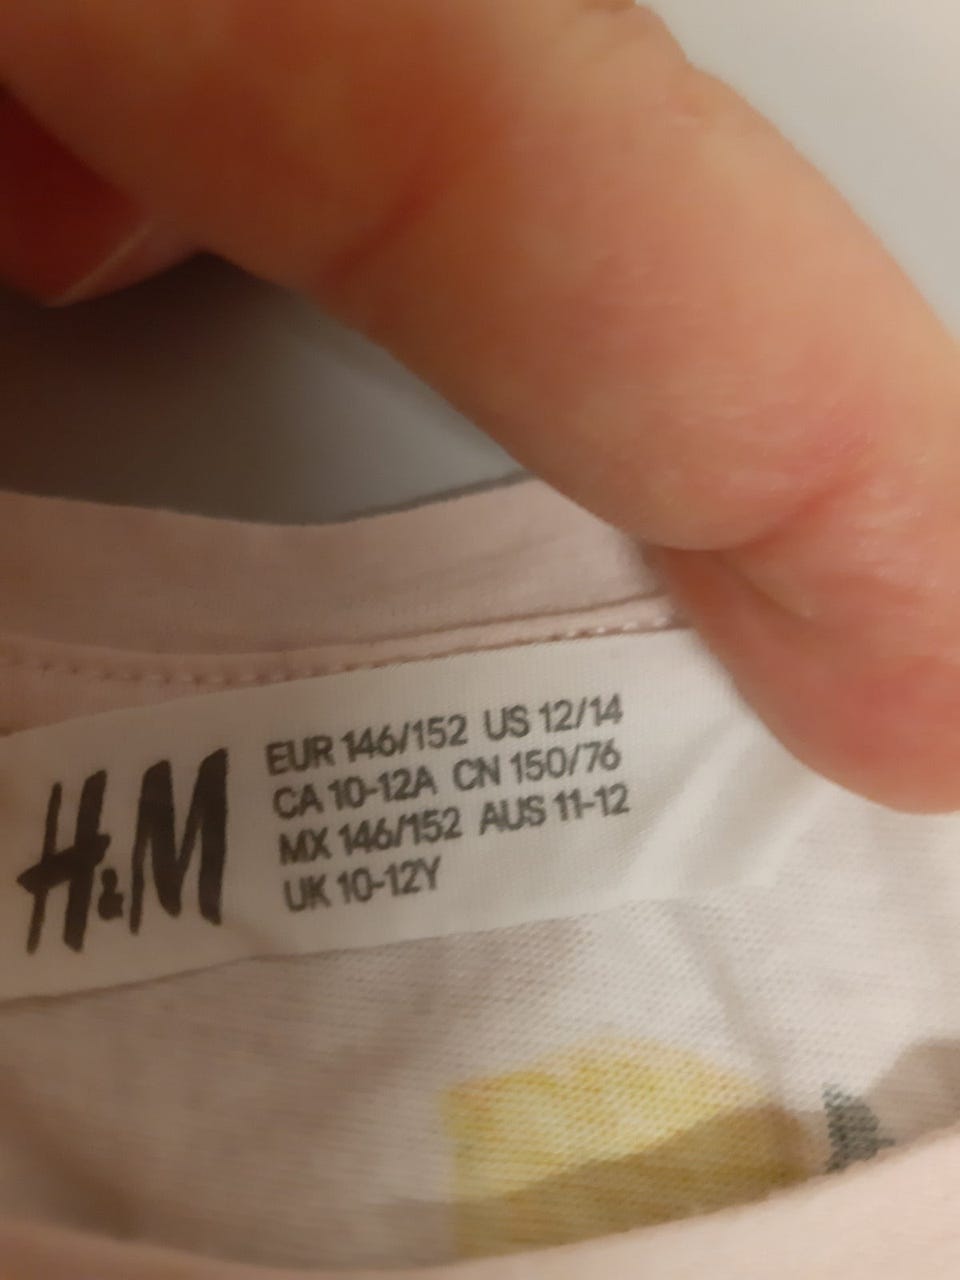 H&M
EUR 146/152 US 12/14
CA 10-12A CN 150/76
MX 146/152 AUS 11-12
UK 10-12Y